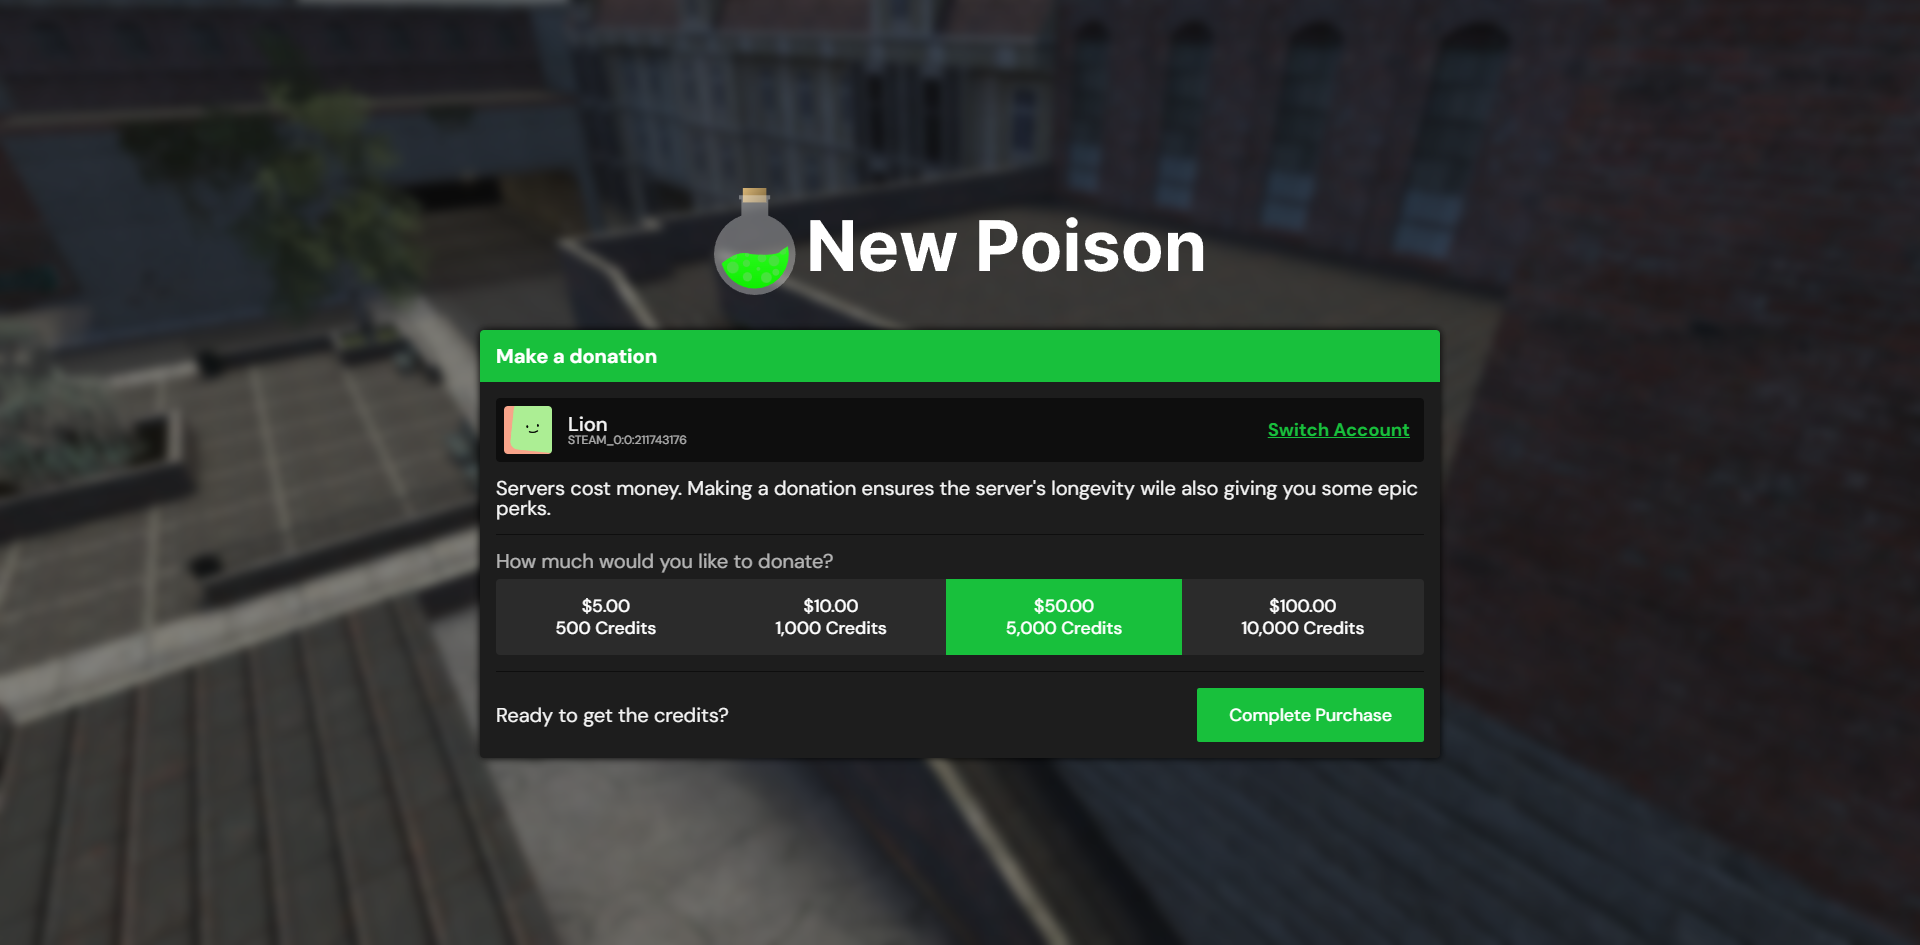 New Poison
Make a donation
Lion
STEAM_0:0:211743176
Switch Account
Servers cost money. Making a donation ensures the server's longevity wile also giving you some epic
perks.
How much would you like to donate?
$5.00
500 Credits
$10.00
1,000 Credits
$50.00
5,000 Credits
$100.00
10,000 Credits
Ready to get the credits?
Complete Purchase